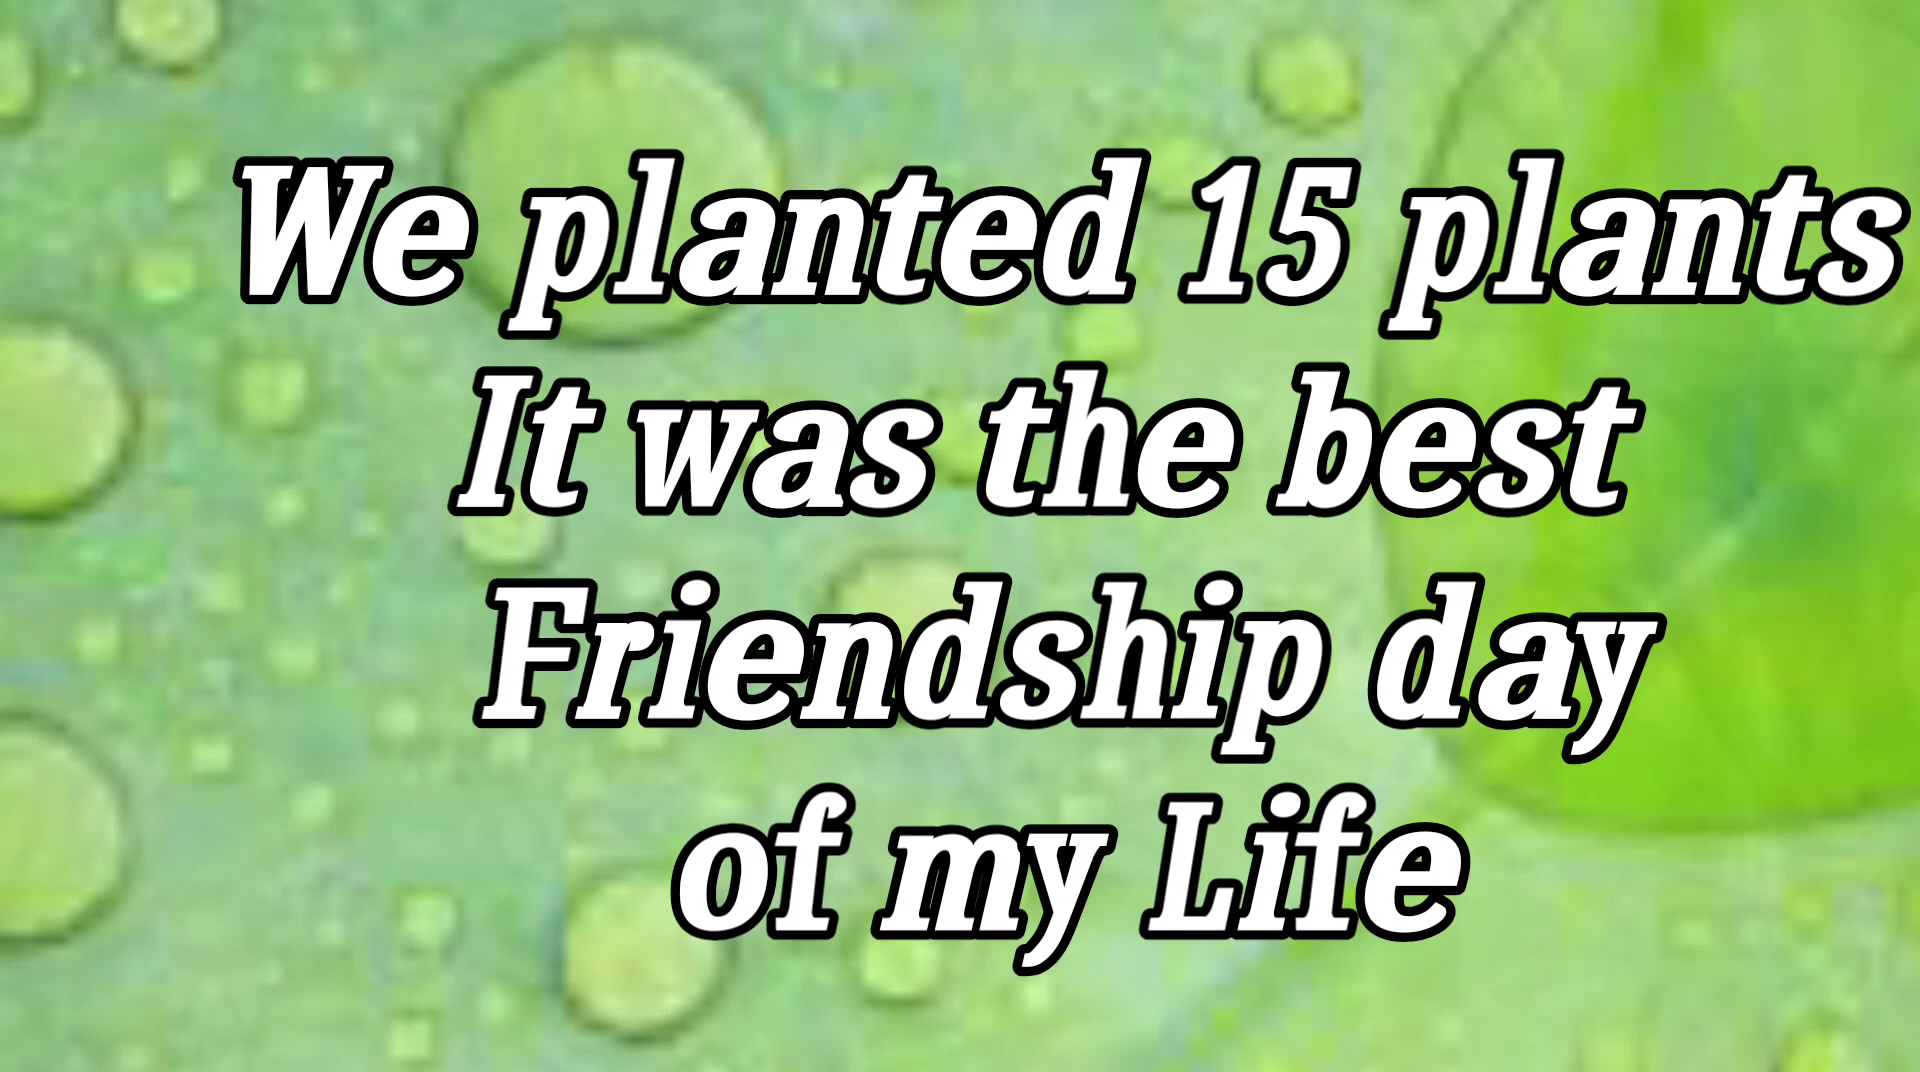 We planted 15 plants
It was the best
Friendship day
of my Life